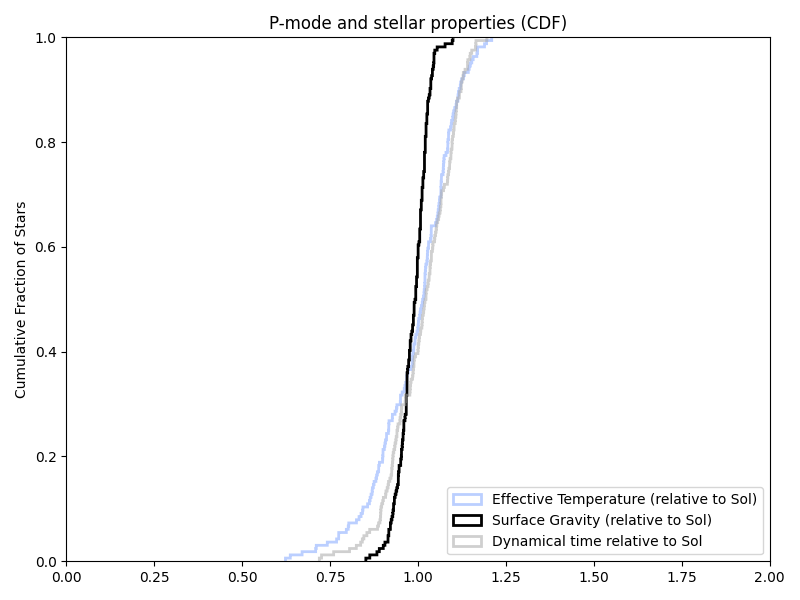 P-mode and stellar properties (CDF)
1.0
0.8
0.6
0.4
0.2
0.0
Cumulative Fraction of Stars
Effective Temperature (relative to Sol)
Surface Gravity (relative to Sol)
Dynamical time relative to Sol
0.00 0.25 0.50 0.75 1.00 1.25 1.50 1.75 2.00